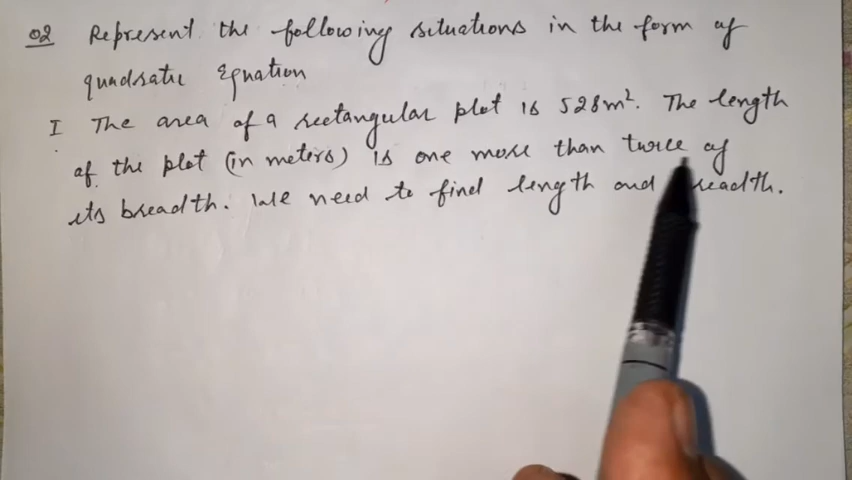 Q2 Represent the following situations in the form of
quadratic Equation
I The area of a rectangular plot is 528m². The length
of the plot (in meters) is one more than twice of
its breadth. We need to find length and readth.